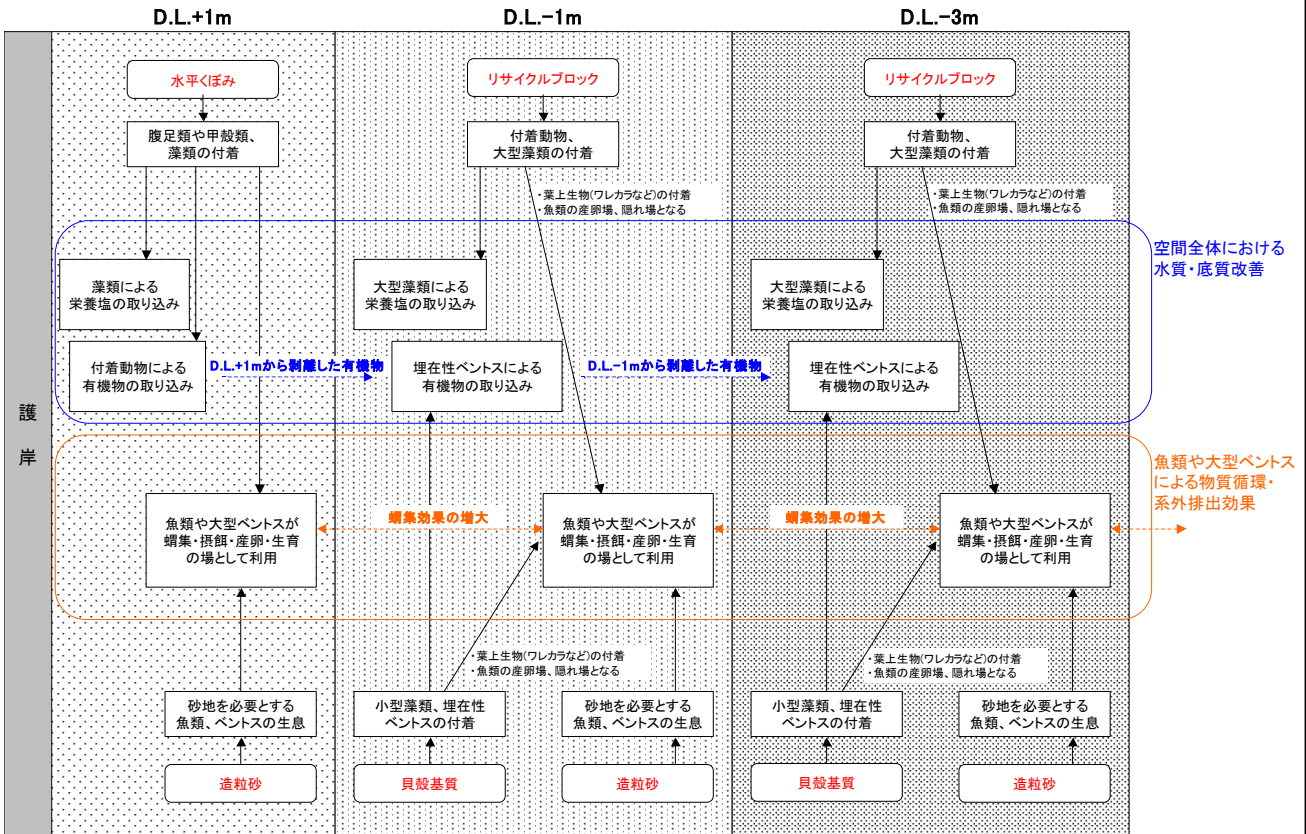 D.L.+1m
D.L.-1m
D.L.-3m
護
岸
水平くぼみ
リサイクルブロック
リサイクルブロック
腹足類や甲殻類、
藻類の付着
付着動物、
大型藻類の付着
付着動物、
大型藻類の付着
・葉上生物(ワレカラなど)の付着
・魚類の産卵場、隠れ場となる
・葉上生物(ワレカラなど)の付着
・魚類の産卵場、隠れ場となる
空間全体における
水質・底質改善
藻類による
栄養塩の取り込み
大型藻類による
栄養塩の取り込み
大型藻類による
栄養塩の取り込み
付着動物による
有機物の取り込み
D.L.+1mから剥離した有機物
埋在性ベントスによる
有機物の取り込み
D.L.-1mから剥離した有機物
埋在性ベントスによる
有機物の取り込み
魚類や大型ベントス
による物質循環・
系外排出効果
魚類や大型ベントスが
蝟集・摂餌・産卵・生育
の場として利用
蝟集効果の増大
魚類や大型ベントスが
蝟集・摂餌・産卵・生育
の場として利用
蝟集効果の増大
魚類や大型ベントスが
蝟集・摂餌・産卵・生育
の場として利用
・葉上生物(ワレカラなど)の付着
・魚類の産卵場、隠れ場となる
・葉上生物(ワレカラなど)の付着
・魚類の産卵場、隠れ場となる
砂地を必要とする
魚類、ベントスの生息
小型藻類、埋在性
ベントスの付着
砂地を必要とする
魚類、ベントスの生息
小型藻類、埋在性
ベントスの付着
砂地を必要とする
魚類、ベントスの生息
造粒砂
貝殻基質
造粒砂
貝殻基質
造粒砂